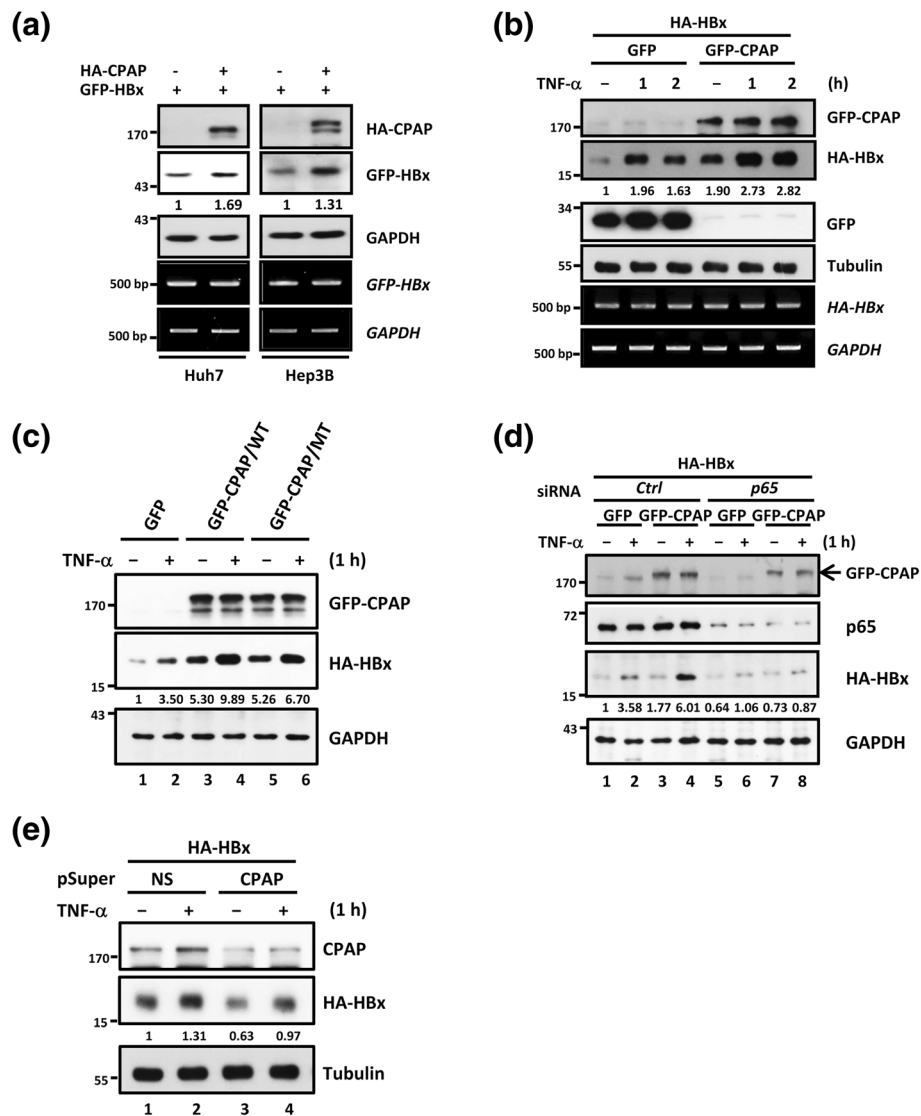 (a)
HA-CPAP - + - +
GFP-HBx + + + +
170 HA-CPAP
GFP-HBx
43
1 1.69 1 1.31
43
GAPDH
500 bp GFP-HBx
500 bp GAPDH
Huh7 Hep3B
(b)
HA-HBx
GFP GFP-CPAP
TNF-α – 1 2 – 1 2 (h)
170 GFP-CPAP
HA-HBx
15
1 1.96 1.63 1.90 2.73 2.82
34
GFP
55 Tubulin
500 bp HA-HBx
500 bp GAPDH
(c)
GFP GFP-CPAP/WT GFP-CPAP/MT
TNF-α – + – + – + (1 h)
170 GFP-CPAP
HA-HBx
15
1 3.50 5.30 9.89 5.26 6.70
43
GAPDH
1 2 3 4 5 6
(d)
HA-HBx
siRNA Ctrl p65
GFP GFP-CPAP GFP GFP-CPAP
TNF-α – + – + – + – + (1 h)
170 GFP-CPAP
72
p65
HA-HBx
15
1 3.58 1.77 6.01 0.64 1.06 0.73 0.87
43
GAPDH
1 2 3 4 5 6 7 8
(e)
HA-HBx
pSuper NS CPAP
TNF-α – + – + (1 h)
CPAP
170
HA-HBx
15
1 1.31 0.63 0.97
Tubulin
55
1 2 3 4